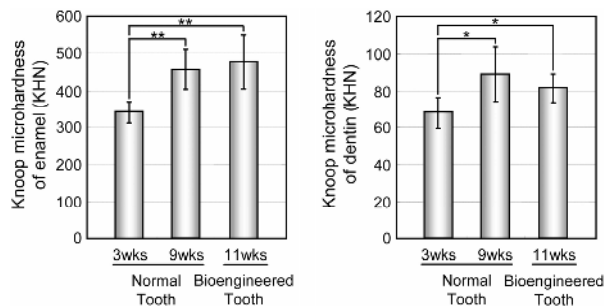 Knoop microhardness
of enamel (KHN)
600
500
400
300
200
100
0
**
**
3wks 9wks 11wks
Normal
Tooth
Bioengineered
Tooth
Knoop microhardness
of dentin (KHN)
120
100
80
60
40
20
0
*
*
3wks 9wks 11wks
Normal
Tooth
Bioengineered
Tooth